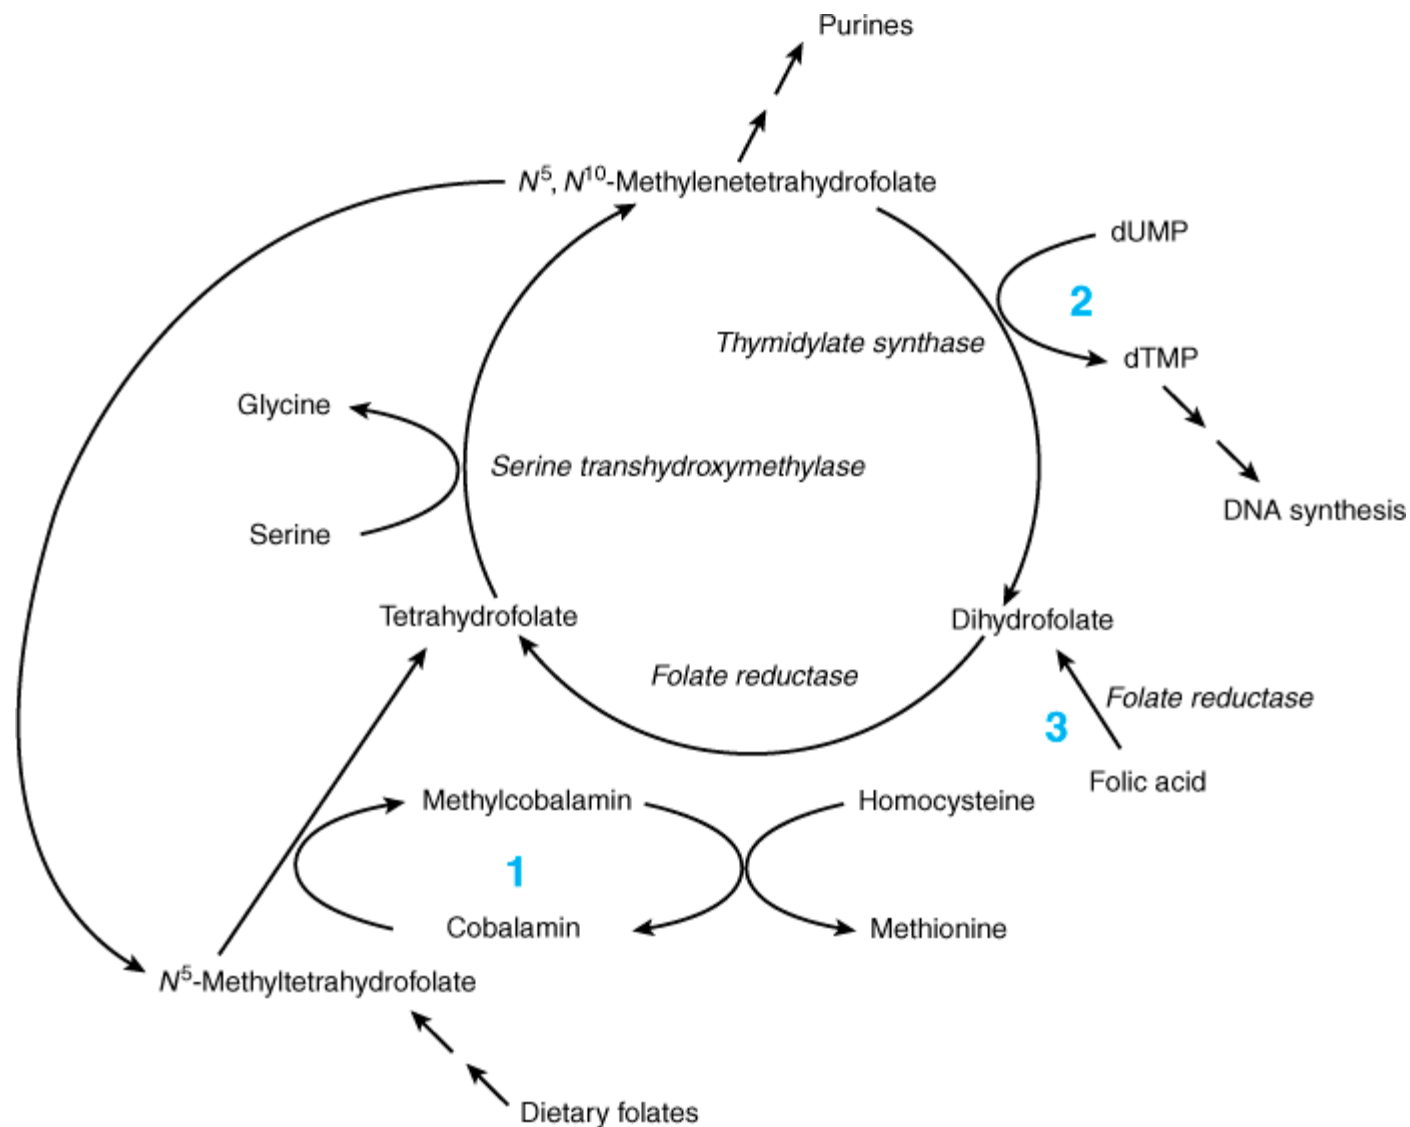 Purines
N⁵, N¹⁰-Methylenetetrahydrofolate
dUMP
2
Thymidylate synthase
dTMP
Glycine
Serine transhydroxymethylase
DNA synthesis
Serine
Tetrahydrofolate
Dihydrofolate
Folate reductase
Folate reductase
3
Folic acid
Methylcobalamin
Homocysteine
1
Cobalamin
Methionine
N⁵-Methyltetrahydrofolate
Dietary folates